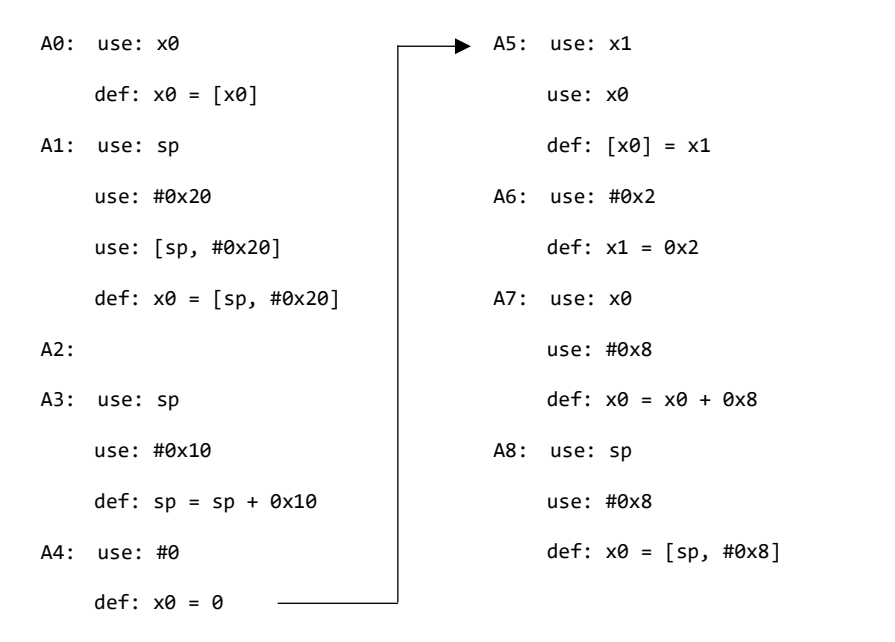 A0: use: x0
def: x0 = [x0]
A1: use: sp
use: #0x20
use: [sp, #0x20]
def: x0 = [sp, #0x20]
A2:
A3: use: sp
use: #0x10
def: sp = sp + 0x10
A4: use: #0
def: x0 = 0
A5: use: x1
use: x0
def: [x0] = x1
A6: use: #0x2
def: x1 = 0x2
A7: use: x0
use: #0x8
def: x0 = x0 + 0x8
A8: use: sp
use: #0x8
def: x0 = [sp, #0x8]